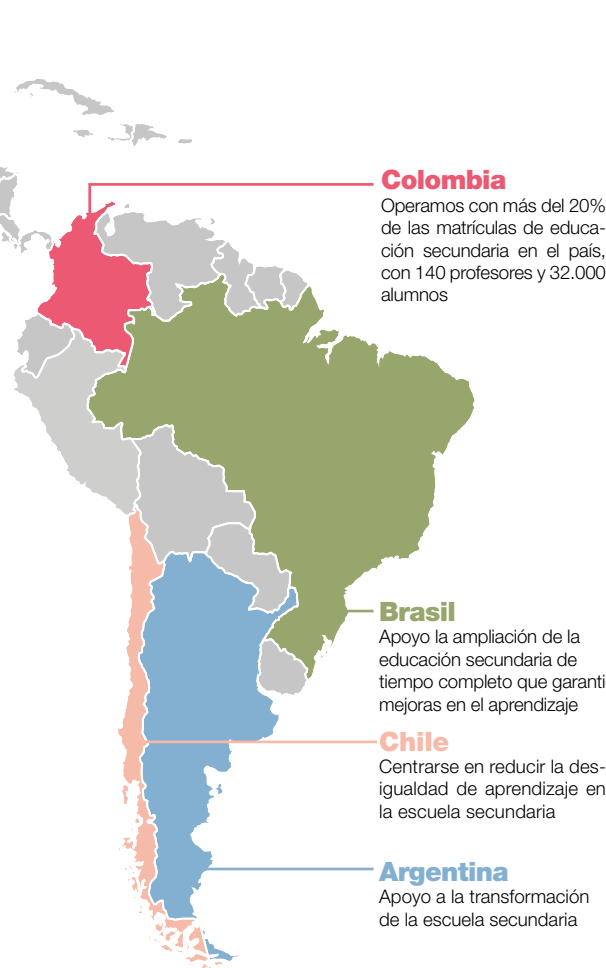 Colombia
Operamos con más del 20%
de las matrículas de educa-
ción secundaria en el país,
con 140 profesores y 32.000
alumnos
Brasil
Apoyo la ampliación de la
educación secundaria de
tiempo completo que garanti
mejoras en el aprendizaje
Chile
Centrarse en reducir la des-
igualdad de aprendizaje en
la escuela secundaria
Argentina
Apoyo a la transformación
de la escuela secundaria